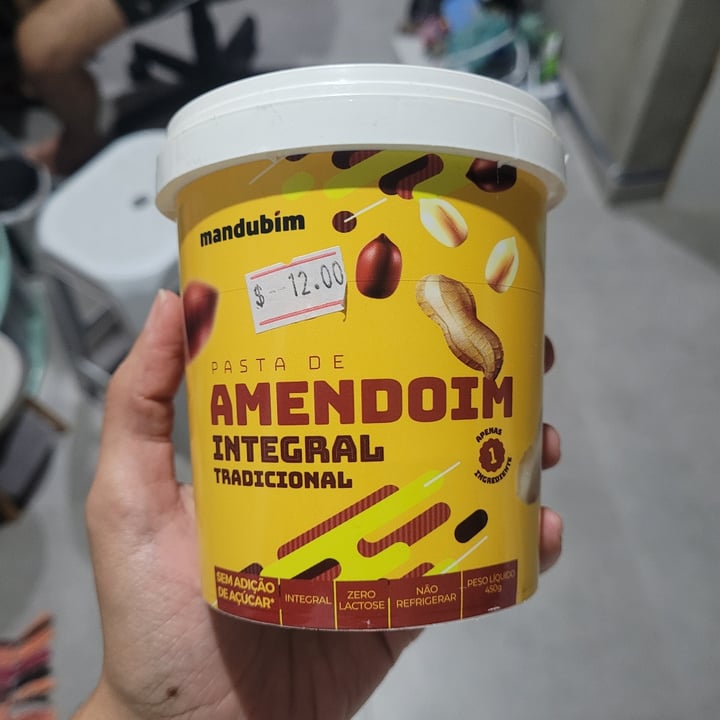 mandubim
$ -- 12.00
PASTA DE
AMENDOIM
INTEGRAL
TRADICIONAL
APENAS
1
INGREDIENTE
SEM ADIÇÃO
DE AÇÚCAR*
INTEGRAL
ZERO
LACTOSE
NÃO
REFRIGERAR
PESO LÍQUIDO
450g